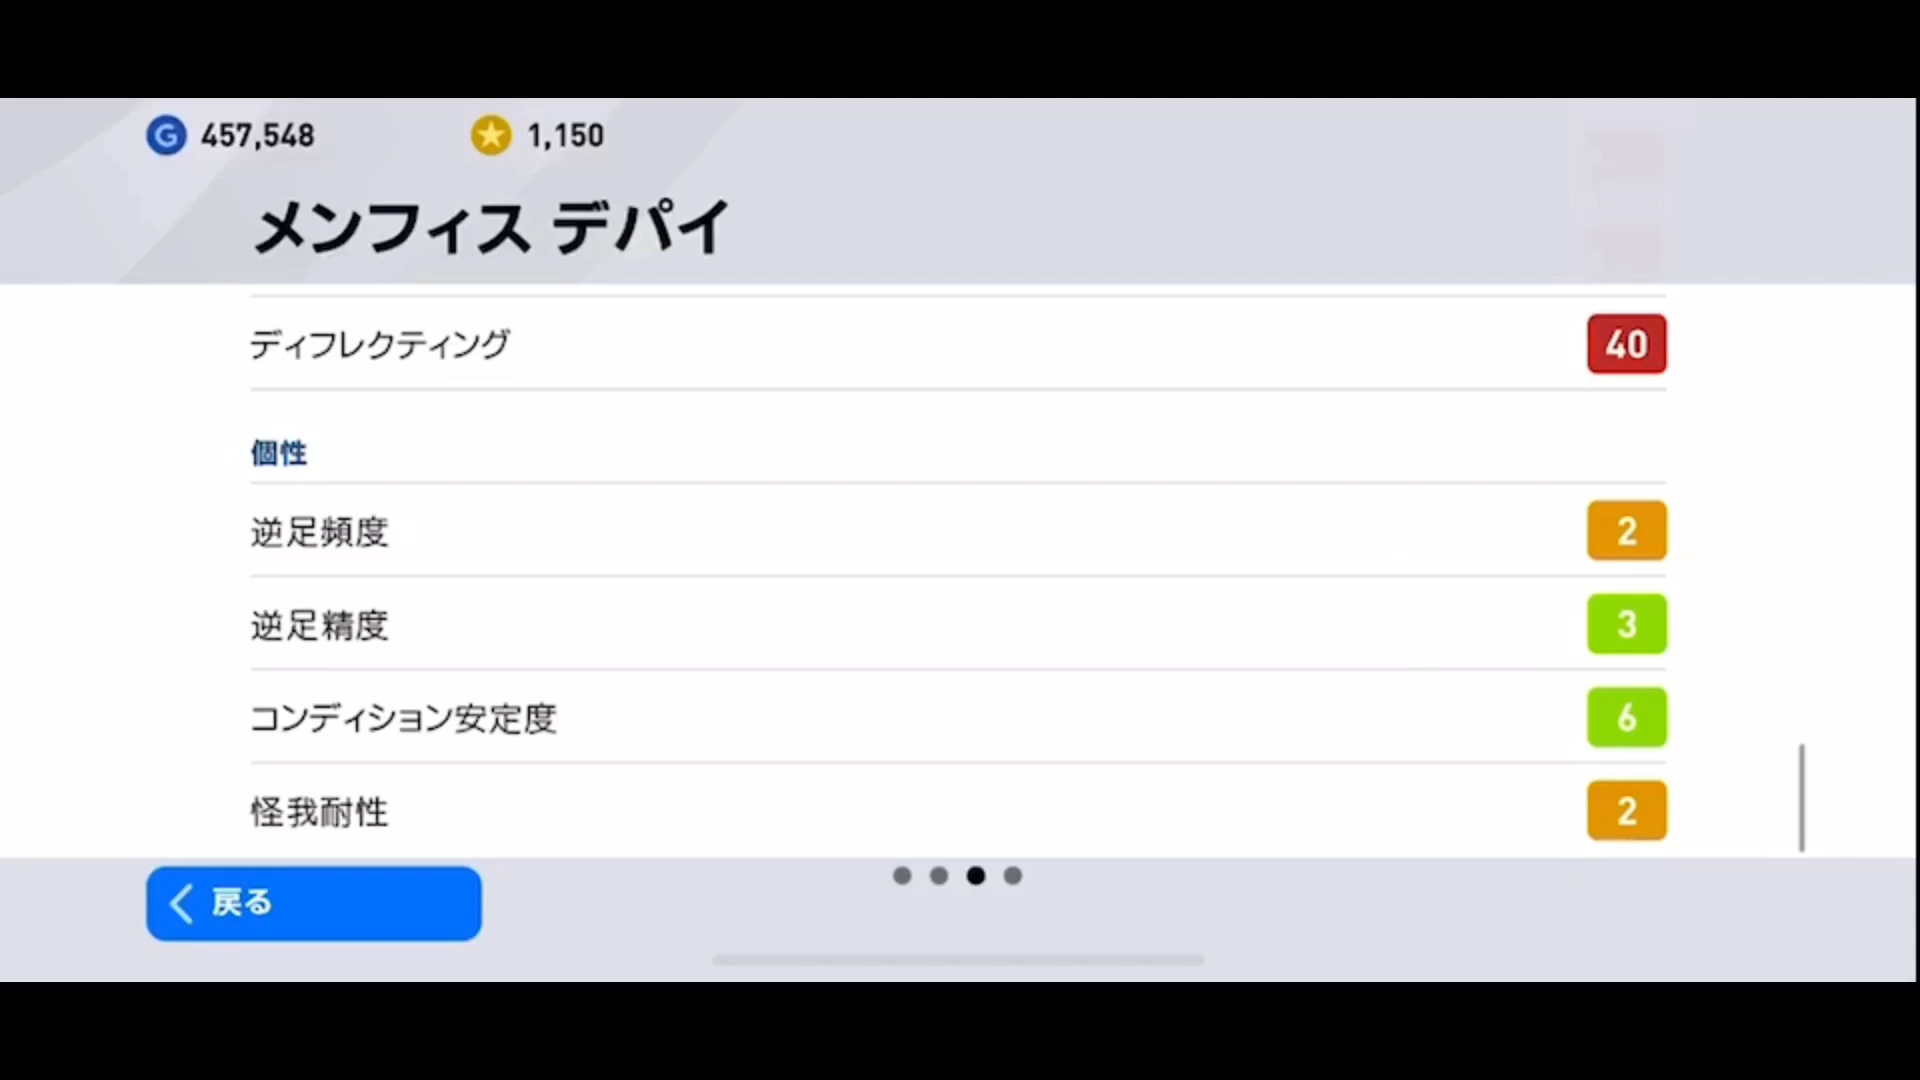 G 457,548 1,150
メンフィス デパイ
ディフレクティング 40
個性
逆足頻度 2
逆足精度 3
コンディション安定度 6
怪我耐性 2
戻る